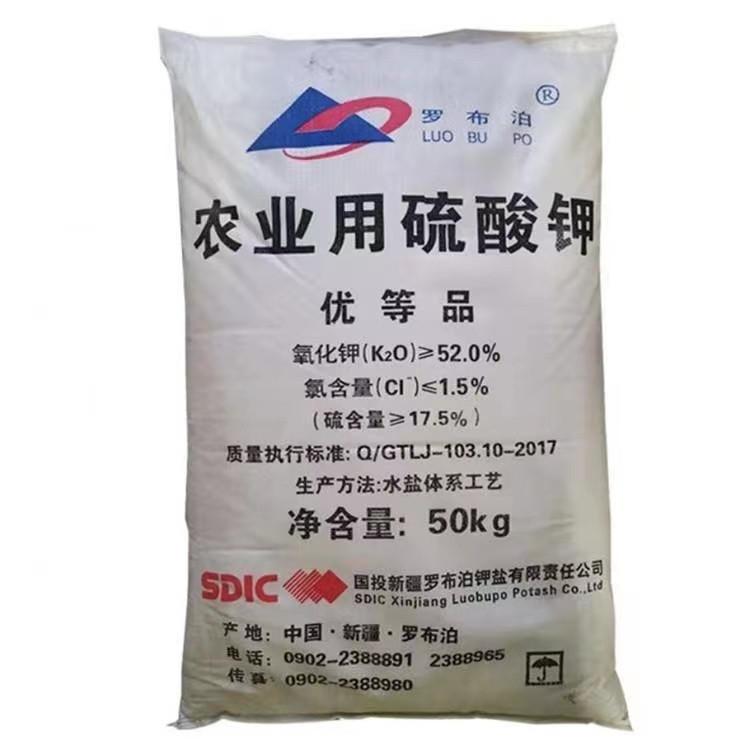 罗布泊®
LUO BU PO
农业用硫酸钾
优等品
氧化钾(K₂O)≥52.0%
氯含量(Cl⁻)≤1.5%
(硫含量≥17.5%)
质量执行标准: Q/GTLJ-103.10-2017
生产方法:水盐体系工艺
净含量: 50kg
SDIC 国投新疆罗布泊钾盐有限责任公司
SDIC Xinjiang Luobupo Potash Co.,Ltd
产地: 中国·新疆·罗布泊
电话: 0902-2388891 2388965
传真: 0902-2388980